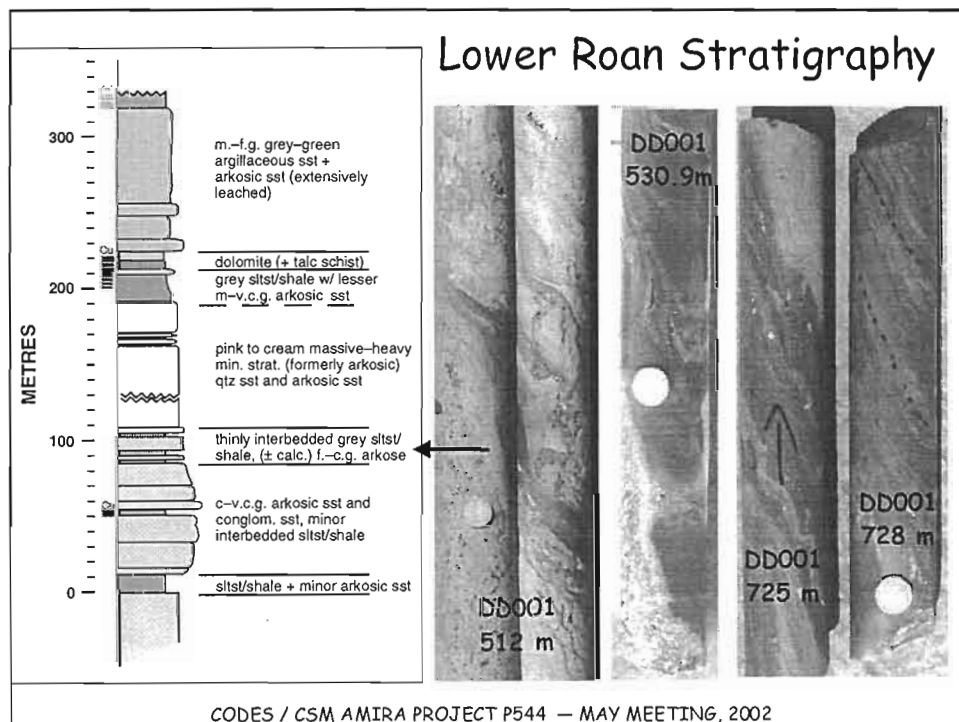 Lower Roan Stratigraphy
METRES
300
200
100
0
m.–f.g. grey–green
argillaceous sst +
arkosic sst (extensively
leached)
dolomite (+ talc schist)
grey sltst/shale w/ lesser
m–v.c.g. arkosic sst
pink to cream massive–heavy
min. strat. (formerly arkosic)
qtz sst and arkosic sst
thinly interbedded grey sltst/
shale, (± calc.) f.–c.g. arkose
c–v.c.g. arkosic sst and
conglom. sst, minor
interbedded sltst/shale
sltst/shale + minor arkosic sst
DD001
512 m
DD001
530.9m
DD001
725 m
DD001
728 m
CODES / CSM AMIRA PROJECT P544 — MAY MEETING, 2002